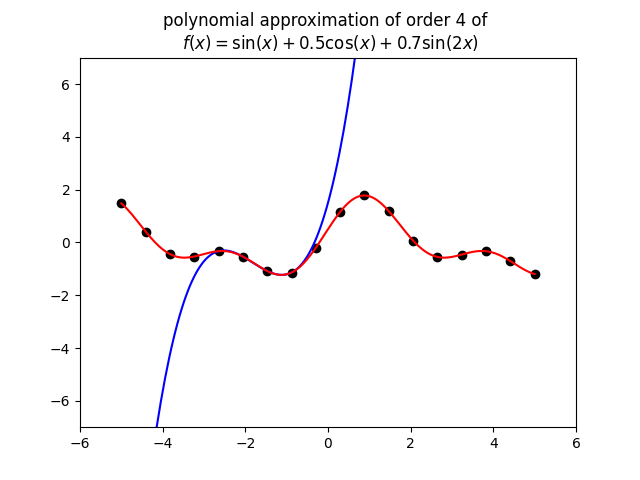 polynomial approximation of order 4 of
f(x) = sin(x) + 0.5cos(x) + 0.7sin(2x)
6
4
2
0
−2
−4
−6
−6 −4 −2 0 2 4 6